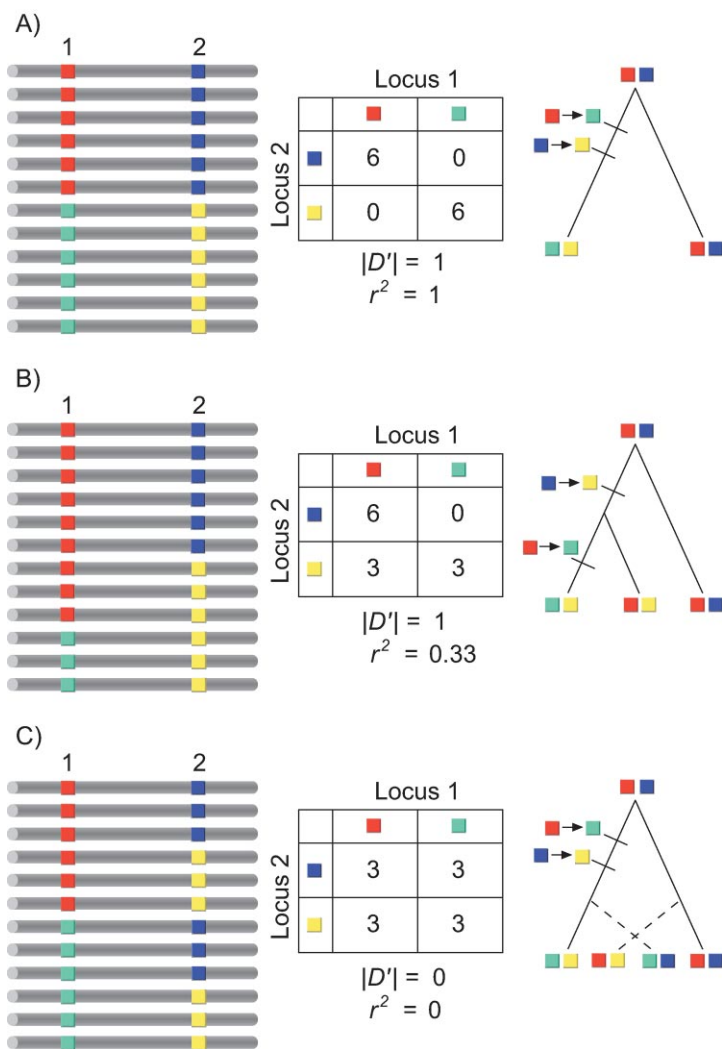 A)
1 2
Locus 1
Locus 2
6 0
0 6
|D'| = 1
r² = 1
B)
1 2
Locus 1
Locus 2
6 0
3 3
|D'| = 1
r² = 0.33
C)
1 2
Locus 1
Locus 2
3 3
3 3
|D'| = 0
r² = 0